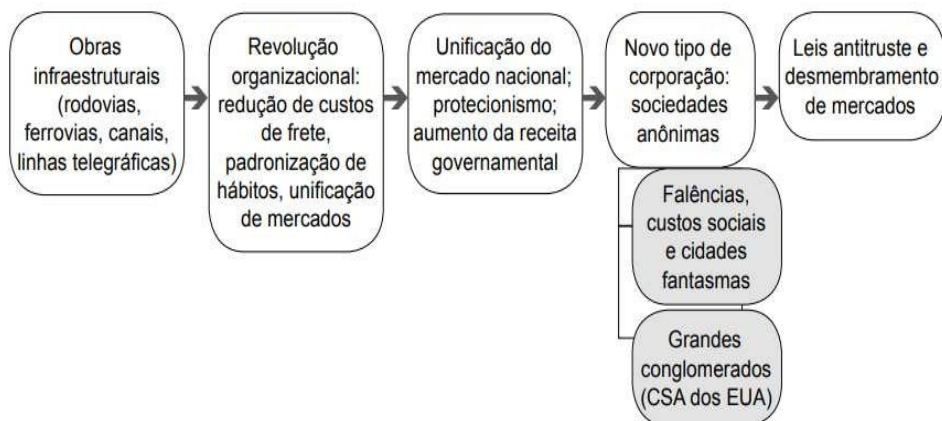 Obras
infraestruturais
(rodovias,
ferrovias, canais,
linhas telegráficas)
Revolução
organizacional:
redução de custos
de frete,
padronização de
hábitos, unificação
de mercados
Unificação do
mercado nacional;
protecionismo;
aumento da receita
governamental
Novo tipo de
corporação:
sociedades
anônimas
Leis antitruste e
desmembramento
de mercados
Falências,
custos sociais
e cidades
fantasmas
Grandes
conglomerados
(CSA dos EUA)